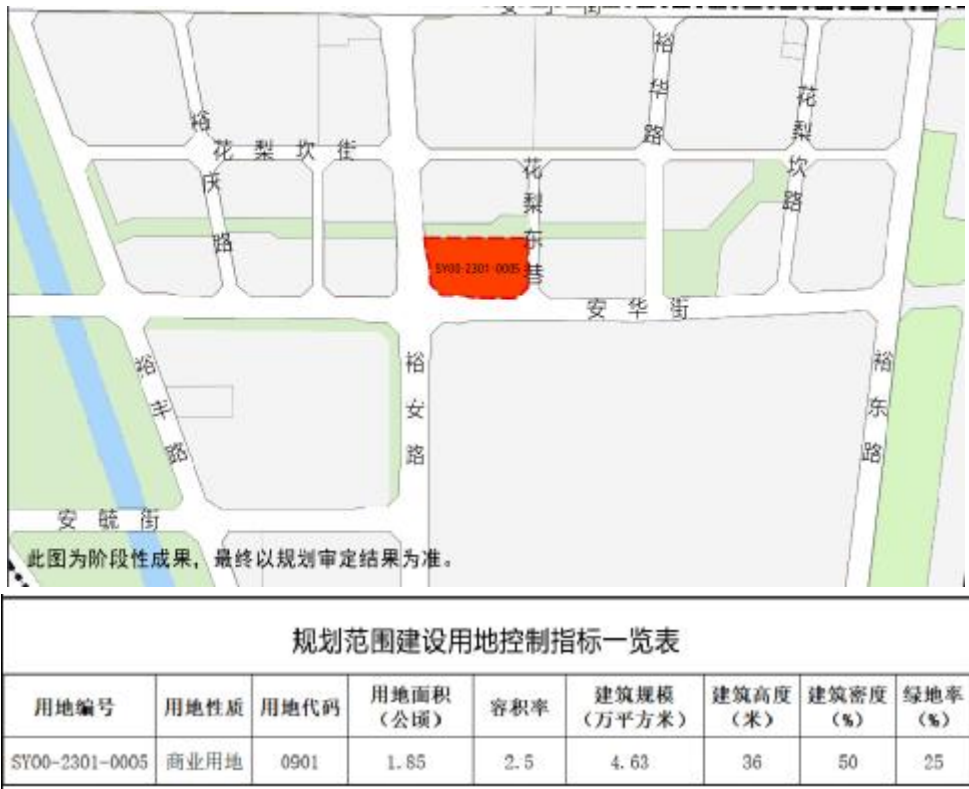 安宁街
裕华路
花梨坎路
裕庆路
花梨坎街
花梨东巷
SY00-2301-0005
安华街
裕丰路
裕安路
裕东路
安毓街
此图为阶段性成果，最终以规划审定结果为准。
规划范围建设用地控制指标一览表
用地编号 用地性质 用地代码 用地面积（公顷） 容积率 建筑规模（万平方米） 建筑高度（米） 建筑密度（%） 绿地率（%）
SY00-2301-0005 商业用地 0901 1.85 2.5 4.63 36 50 25